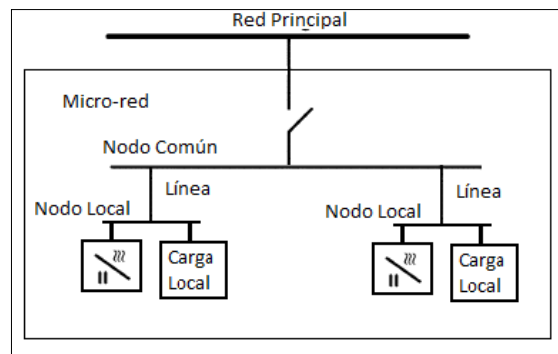 Red Principal
Micro-red
Nodo Común
Línea
Línea
Nodo Local
Nodo Local
Carga
Local
Carga
Local